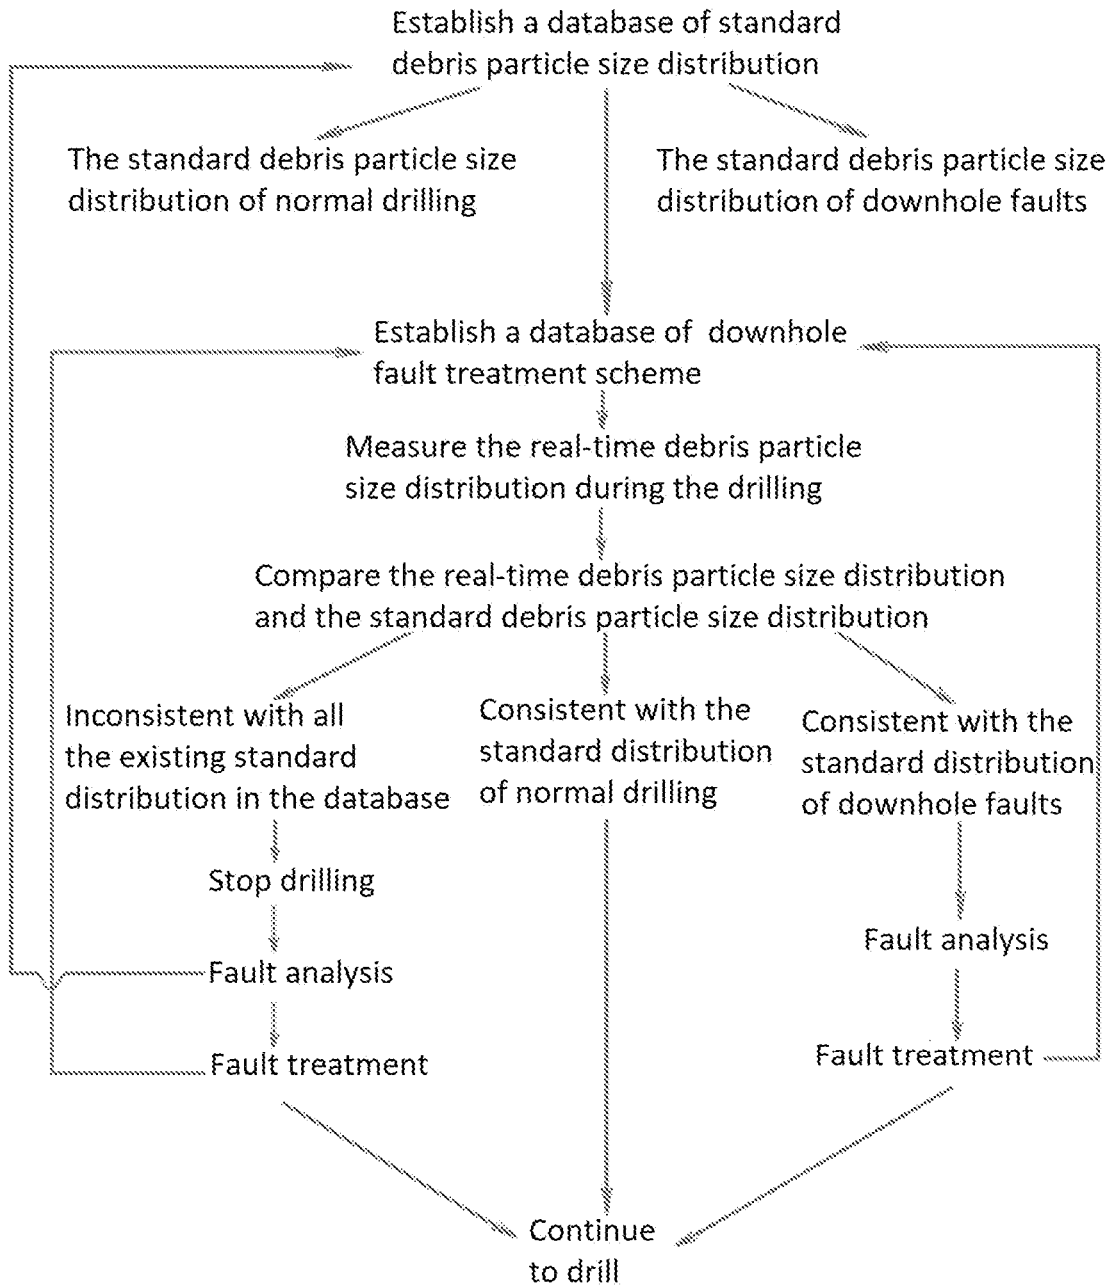 Establish a database of standard
debris particle size distribution
The standard debris particle size
distribution of normal drilling
The standard debris particle size
distribution of downhole faults
Establish a database of downhole
fault treatment scheme
Measure the real-time debris particle
size distribution during the drilling
Compare the real-time debris particle size distribution
and the standard debris particle size distribution
Inconsistent with all
the existing standard
distribution in the database
Consistent with the
standard distribution
of normal drilling
Consistent with the
standard distribution
of downhole faults
Stop drilling
Fault analysis
Fault treatment
Fault analysis
Fault treatment
Continue
to drill